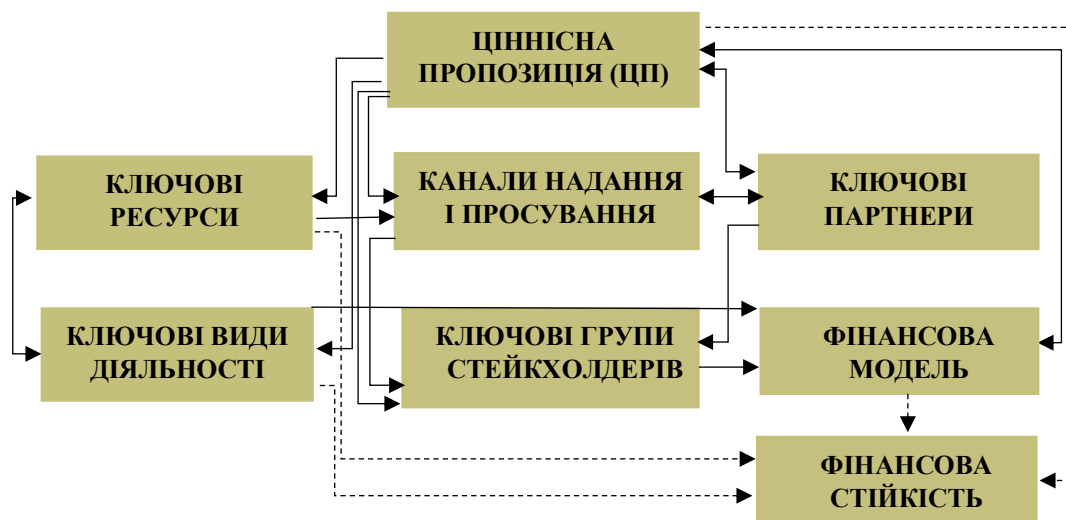 ЦІННІСНА
ПРОПОЗИЦІЯ (ЦП)
КЛЮЧОВІ
РЕСУРСИ
КАНАЛИ НАДАННЯ
І ПРОСУВАННЯ
КЛЮЧОВІ
ПАРТНЕРИ
КЛЮЧОВІ ВИДИ
ДІЯЛЬНОСТІ
КЛЮЧОВІ ГРУПИ
СТЕЙКХОЛДЕРІВ
ФІНАНСОВА
МОДЕЛЬ
ФІНАНСОВА
СТІЙКІСТЬ